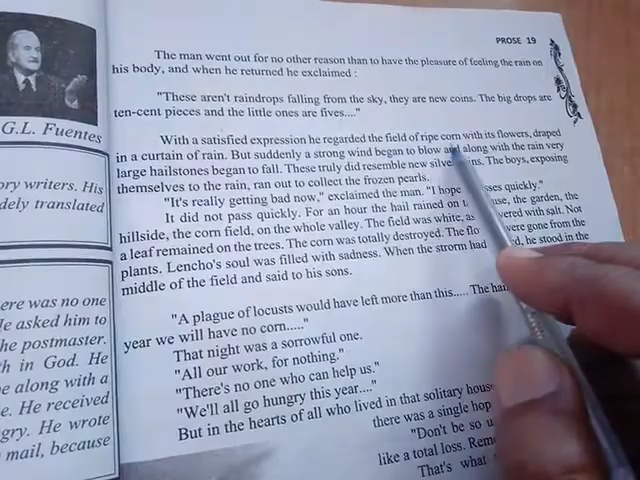 PROSE 19
The man went out for no other reason than to have the pleasure of feeling the rain on
his body, and when he returned he exclaimed :
"These aren't raindrops falling from the sky, they are new coins. The big drops are
ten-cent pieces and the little ones are fives...."
With a satisfied expression he regarded the field of ripe corn with its flowers, draped
in a curtain of rain. But suddenly a strong wind began to blow and along with the rain very
large hailstones began to fall. These truly did resemble new silver The boys, exposing
themselves to the rain, ran out to collect the frozen pearls.
"It's really getting bad now," exclaimed the man. "I hope sses quickly."
It did not pass quickly. For an hour the hail rained on use, the garden, the
hillside, the corn field, on the whole valley. The field was white, as vered with salt. Not
a leaf remained on the trees. The corn was totally destroyed. The flo were gone from the
plants. Lencho's soul was filled with sadness. When the storm had he stood in the
middle of the field and said to his sons.
"A plague of locusts would have left more than this..... The hai
year we will have no corn....."
That night was a sorrowful one.
"All our work, for nothing."
"There's no one who can help us."
"We'll all go hungry this year...."
But in the hearts of all who lived in that solitary hous
there was a single hop
"Don't be so u
like a total loss. Rem
That's what
G.L. Fuentes
ory writers. His
dely translated
ere was no one
He asked him to
he postmaster.
h in God. He
e along with a
e. He received
gry. He wrote
mail, because